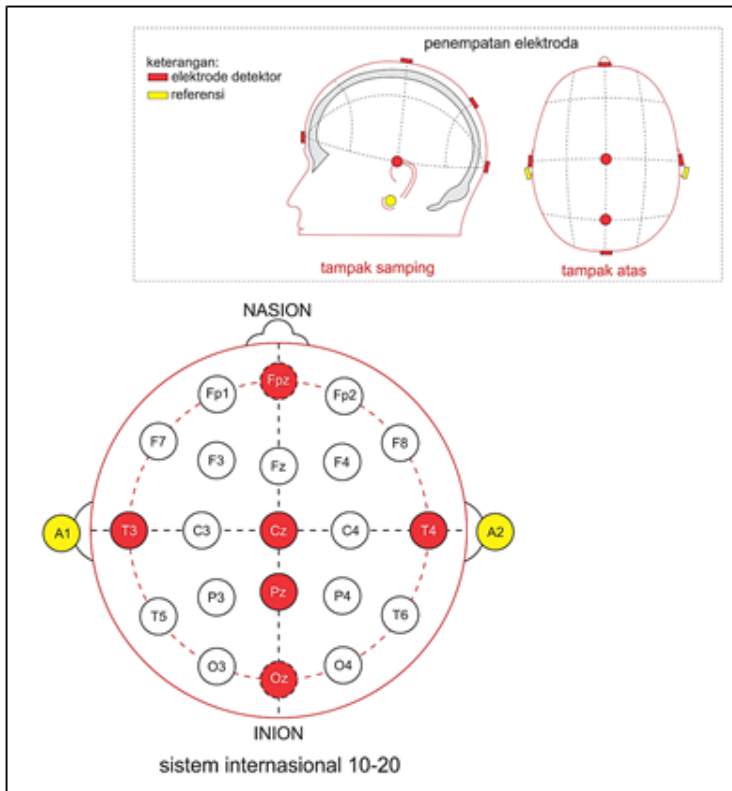 penempatan elektroda
keterangan:
elektrode detektor
referensi
tampak samping
tampak atas
NASION
Fpz
Fp1
Fp2
F7
F8
F3
Fz
F4
A1
T3
C3
Cz
C4
T4
A2
P3
Pz
P4
T5
T6
O3
Oz
O4
INION
sistem internasional 10-20